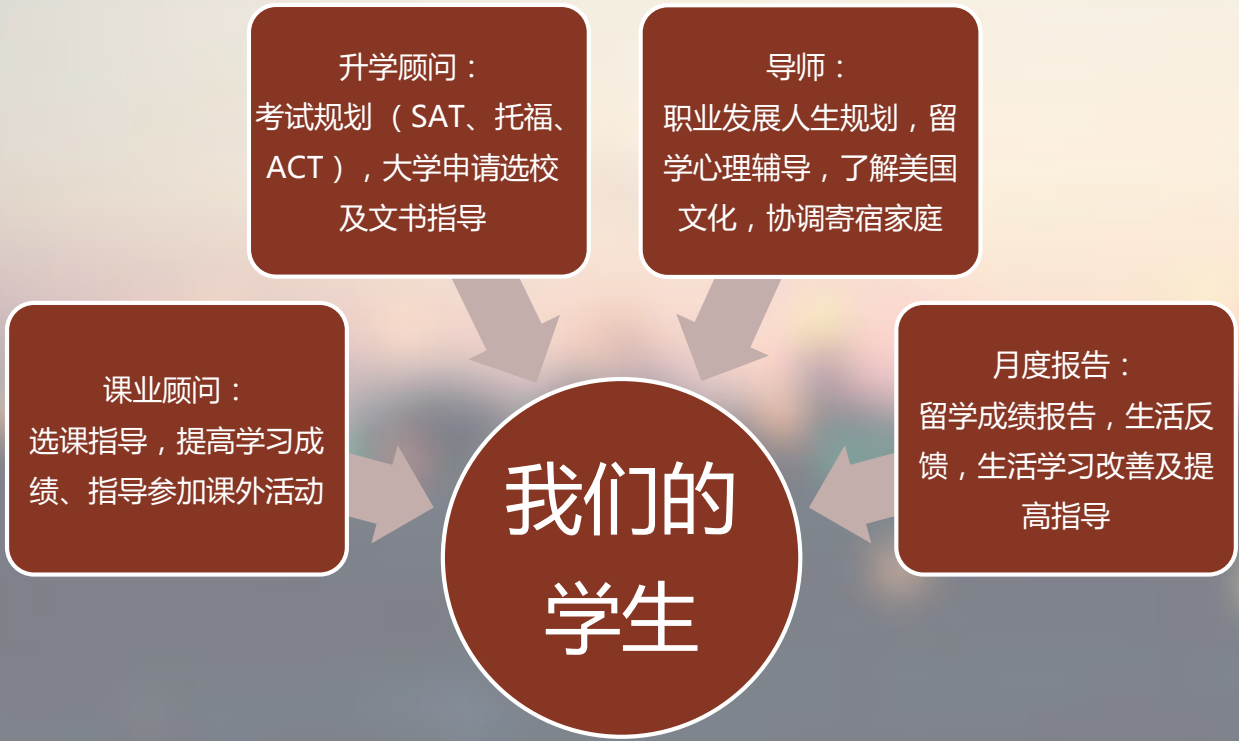 升学顾问：
考试规划（SAT、托福、
ACT），大学申请选校
及文书指导
导师：
职业发展人生规划，留
学心理辅导，了解美国
文化，协调寄宿家庭
课业顾问：
选课指导，提高学习成
绩、指导参加课外活动
月度报告：
留学成绩报告，生活反
馈，生活学习改善及提
高指导
我们的
学生